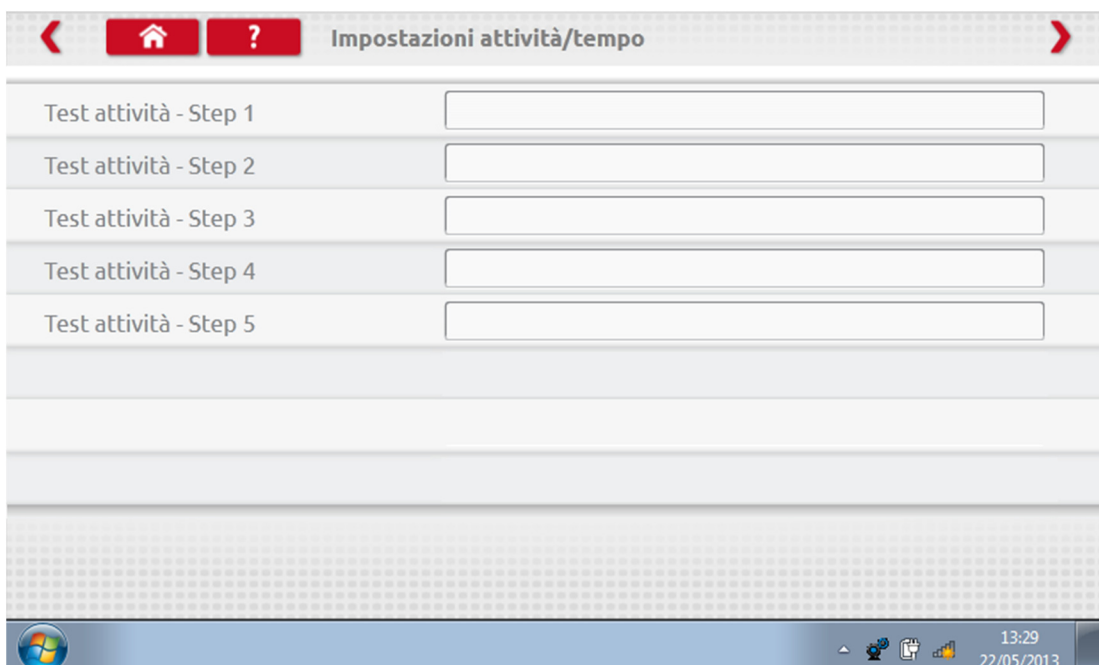 ? Impostazioni attività/tempo
Test attività - Step 1
Test attività - Step 2
Test attività - Step 3
Test attività - Step 4
Test attività - Step 5
13:29
22/05/2013